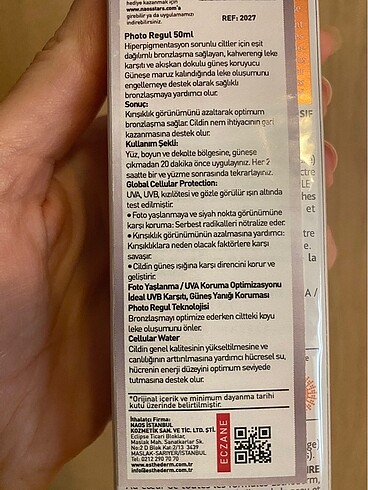 hediye kazanmak için
www.naosstars.com'a
girebilir ya da uygulamamızı
indirebilirsiniz.
REF: 2027
Photo Regul 50ml
Hiperpigmentasyon sorunlu ciltler için eşit
dağılımlı bronzlaşma sağlayan, kahverengi leke
karşıtı ve akışkan dokulu güneş koruyucu
Güneşe maruz kalındığında leke oluşumunu
engellemeye destek olarak sağlıklı
bronzlaşmaya yardımcı olur.
Sonuç:
Kırışıklık görünümünü azaltarak optimum
bronzlaşma sağlar. Cildin nem ihtiyacının geri
kazanmasına destek olur.
Kullanım Şekli:
Yüz, boyun ve dekolte bölgesine, güneşe
çıkmadan 20 dakika önce uygulayınız. Her 2
saatte bir ve yüzme sonrasında tekrarlayınız.
Global Cellular Protection:
UVA, UVB, kızılötesi ve gözle görülür ışın altında
test edilmiştir.
• Foto yaşlanmaya ve siyah nokta görünümüne
karşı koruma: Serbest radikalleri nötralize eder.
• Kırışıklık görünümünün azalmasına yardımcı:
Kırışıklıklara neden olacak faktörlere karşı
savaşır.
• Cildin güneş ışığına karşı direncini korur ve
geliştirir.
Foto Yaşlanma / UVA Koruma Optimizasyonu
İdeal UVB Karşıtı, Güneş Yanığı Koruması
Photo Regul Teknolojisi
Bronzlaşmayı optimize ederken ciltteki koyu
leke oluşumunu önler.
Cellular Water
Cildin genel kalitesinin yükseltilmesine ve
canlılığının arttırılmasına yardımcı hücresel su,
hücrenin enerji düzeyini optimum seviyede
tutmasına destek olur.
*Orijinal içerik ve minimum dayanma tarihi
kutu üzerinde belirtilmiştir.
İthalatçı Firma:
NAOS İSTANBUL
KOZMETİK SAN. VE TİC. LTD. ŞTİ.
Eclipse Ticari Bloklar,
Maslak Mah. Sanatkarlar Sk.
No:2 D Blok Kat:2/13 3439
MASLAK-SARIYER/İSTANBUL
Tel: 0212 290 70 70
www.esthederm.com.tr
info@esthederm.com.tr
ECZANE